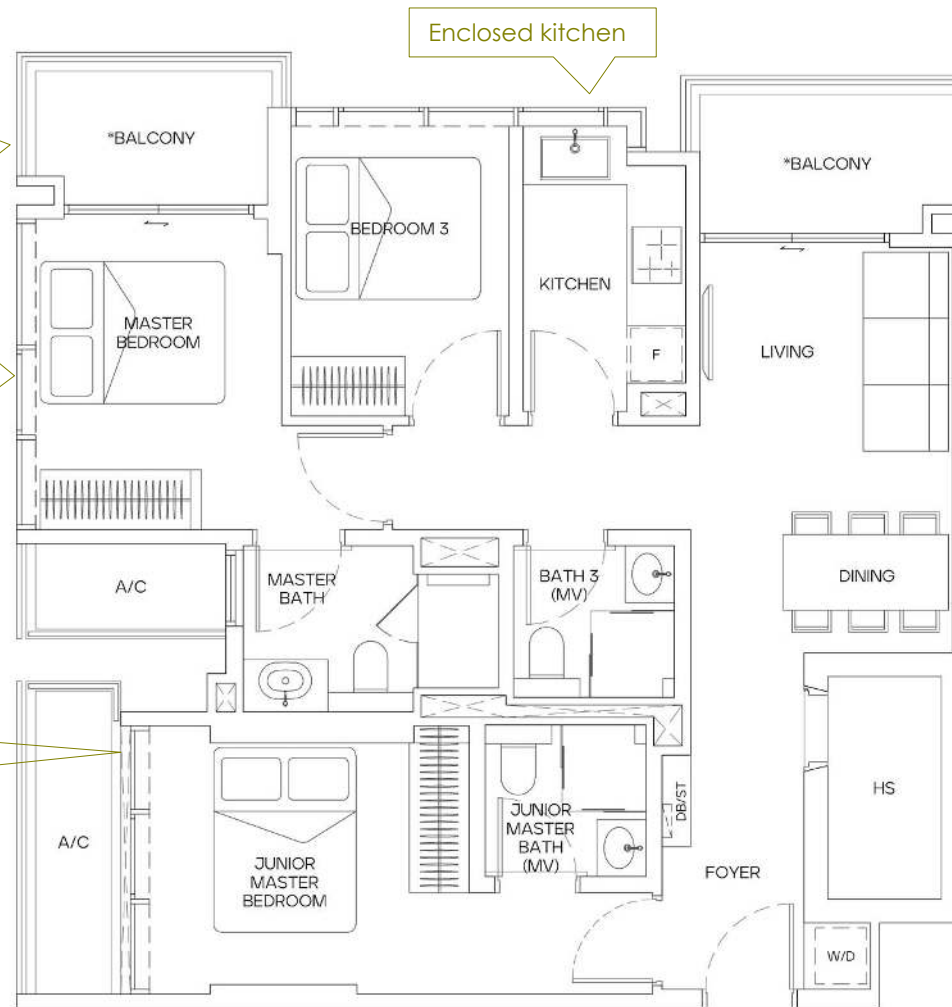 Enclosed kitchen
*BALCONY
*BALCONY
BEDROOM 3
KITCHEN
MASTER
BEDROOM
F
LIVING
A/C
MASTER
BATH
BATH 3
(MV)
DINING
HS
DB/ST
JUNIOR
MASTER
BATH
(MV)
A/C
JUNIOR
MASTER
BEDROOM
FOYER
W/D